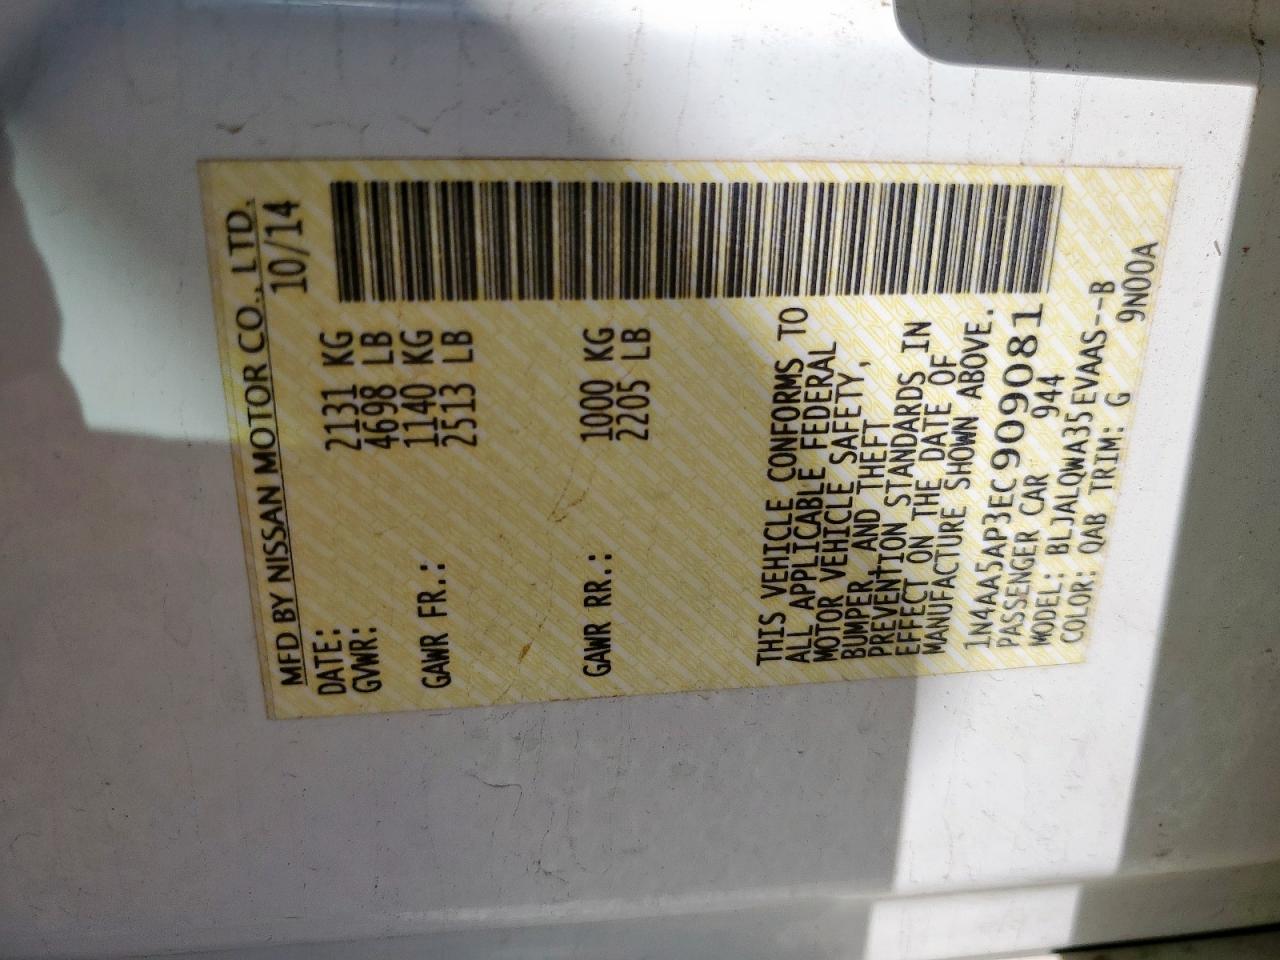 MFD BY NISSAN MOTOR CO., LTD.
DATE: 10/14
GVWR: 2131 KG
4698 LB
GAWR FR.: 1140 KG
2513 LB
GAWR RR.: 1000 KG
2205 LB
THIS VEHICLE CONFORMS TO
ALL APPLICABLE FEDERAL
MOTOR VEHICLE SAFETY,
BUMPER AND THEFT
PREVENTION STANDARDS IN
EFFECT ON THE DATE OF
MANUFACTURE SHOWN ABOVE.
1N4AA5AP3EC909081
PASSENGER CAR 944
MODEL: BLJALQWA35EVAAS--B
COLOR: QAB TRIM: G 9N00A